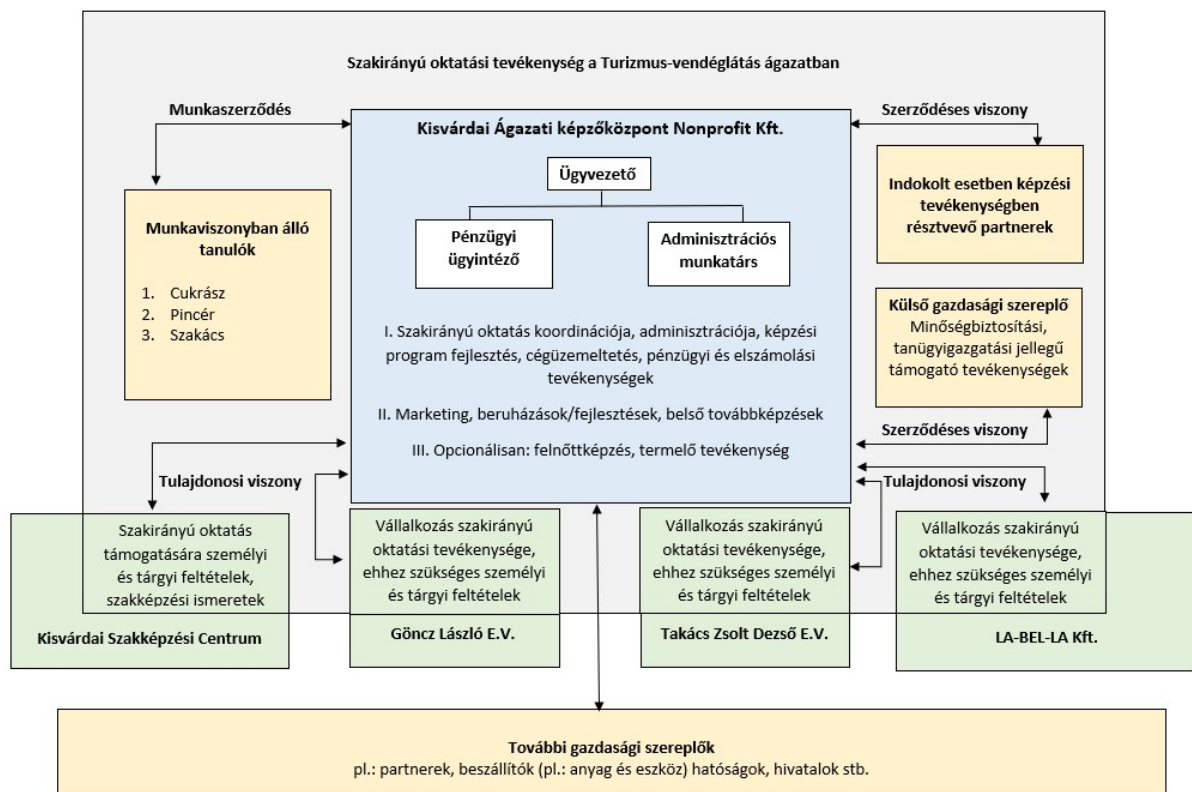 Szakirányú oktatási tevékenység a Turizmus-vendéglátás ágazatban
Munkaszerződés
Szerződéses viszony
Kisvárdai Ágazati képzőközpont Nonprofit Kft.
Ügyvezető
Pénzügyi
ügyintéző
Adminisztrációs
munkatárs
Munkaviszonyban álló
tanulók
1. Cukrász
2. Pincér
3. Szakács
Indokolt esetben képzési
tevékenységben
résztvevő partnerek
Külső gazdasági szereplő
Minőségbiztosítási,
tanügyigazgatási jellegű
támogató tevékenységek
I. Szakirányú oktatás koordinációja, adminisztrációja, képzési
program fejlesztés, cégüzemeltetés, pénzügyi és elszámolási
tevékenységek
II. Marketing, beruházások/fejlesztések, belső továbbképzések
III. Opcionálisan: felnőttképzés, termelő tevékenység
Szerződéses viszony
Tulajdonosi viszony
Tulajdonosi viszony
Szakirányú oktatás
támogatására személyi
és tárgyi feltételek,
szakképzési ismeretek
Kisvárdai Szakképzési Centrum
Vállalkozás szakirányú
oktatási tevékenysége,
ehhez szükséges személyi
és tárgyi feltételek
Göncz László E.V.
Vállalkozás szakirányú
oktatási tevékenysége,
ehhez szükséges személyi
és tárgyi feltételek
Takács Zsolt Dezső E.V.
Vállalkozás szakirányú
oktatási tevékenysége,
ehhez szükséges személyi
és tárgyi feltételek
LA-BEL-LA Kft.
További gazdasági szereplők
pl.: partnerek, beszállítók (pl.: anyag és eszköz) hatóságok, hivatalok stb.